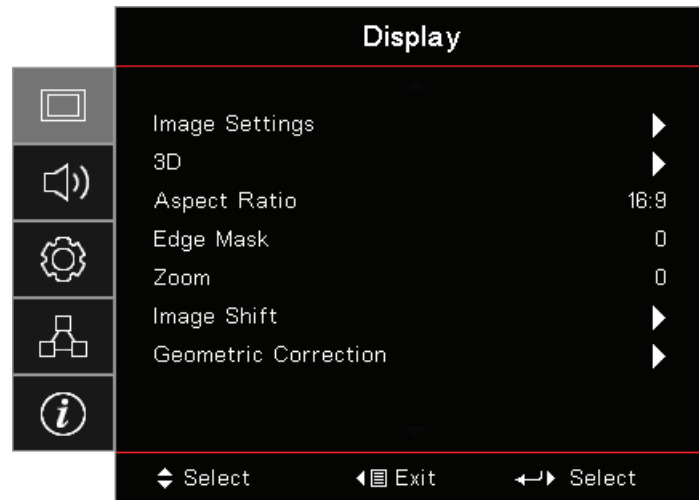 Display
Image Settings
3D
Aspect Ratio 16:9
Edge Mask 0
Zoom 0
Image Shift
Geometric Correction
Select Exit Select